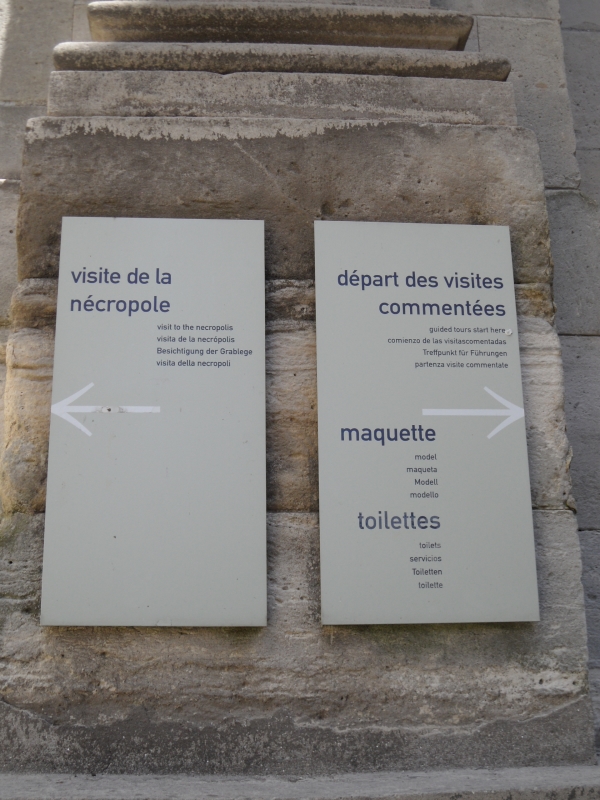 visite de la
nécropole
visit to the necropolis
visita de la necrópolis
Besichtigung der Grablege
visita della necropoli
départ des visites
commentées
guided tours start here
comienzo de las visitascomentadas
Treffpunkt für Führungen
partenza visite commentate
maquette
model
maqueta
Modell
modello
toilettes
toilets
servicios
Toiletten
toilette